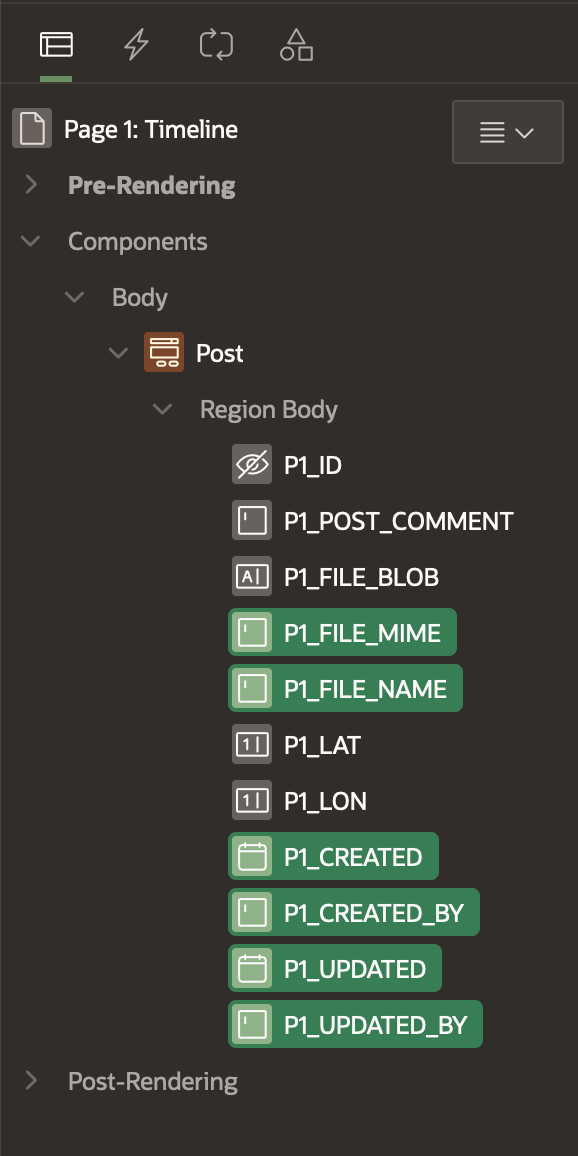 Page 1: Timeline
Pre-Rendering
Components
Body
Post
Region Body
P1_ID
P1_POST_COMMENT
P1_FILE_BLOB
P1_FILE_MIME
P1_FILE_NAME
P1_LAT
P1_LON
P1_CREATED
P1_CREATED_BY
P1_UPDATED
P1_UPDATED_BY
Post-Rendering